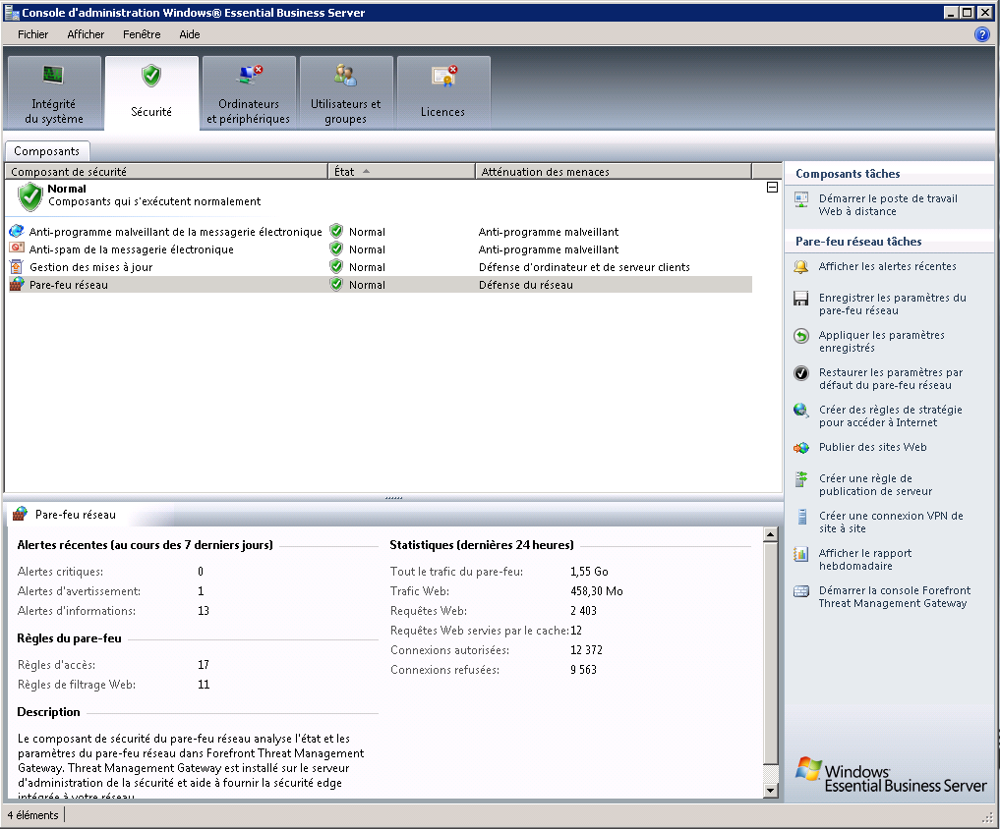 Console d'administration Windows® Essential Business Server
Fichier Afficher Fenêtre Aide
Intégrité
du système
Sécurité
Ordinateurs
et périphériques
Utilisateurs et
groupes
Licences
Composants
Composant de sécurité État Atténuation des menaces
Normal
Composants qui s'exécutent normalement
Anti-programme malveillant de la messagerie électronique Normal Anti-programme malveillant
Anti-spam de la messagerie électronique Normal Anti-programme malveillant
Gestion des mises à jour Normal Défense d'ordinateur et de serveur clients
Pare-feu réseau Normal Défense du réseau
Composants tâches
Démarrer le poste de travail
Web à distance
Pare-feu réseau tâches
Afficher les alertes récentes
Enregistrer les paramètres du
pare-feu réseau
Appliquer les paramètres
enregistrés
Restaurer les paramètres par
défaut du pare-feu réseau
Créer des règles de stratégie
pour accéder à Internet
Publier des sites Web
Créer une règle de
publication de serveur
Créer une connexion VPN de
site à site
Afficher le rapport
hebdomadaire
Démarrer la console Forefront
Threat Management Gateway
Pare-feu réseau
Alertes récentes (au cours des 7 derniers jours)
Alertes critiques: 0
Alertes d'avertissement: 1
Alertes d'informations: 13
Règles du pare-feu
Règles d'accès: 17
Règles de filtrage Web: 11
Description
Le composant de sécurité du pare-feu réseau analyse l'état et les
paramètres du pare-feu réseau dans Forefront Threat Management
Gateway. Threat Management Gateway est installé sur le serveur
d'administration de la sécurité et aide à fournir la sécurité edge
intégrée à votre réseau.
Statistiques (dernières 24 heures)
Tout le trafic du pare-feu: 1,55 Go
Trafic Web: 458,30 Mo
Requêtes Web: 2 403
Requêtes Web servies par le cache: 12
Connexions autorisées: 12 372
Connexions refusées: 9 563
Windows
Essential Business Server
4 éléments